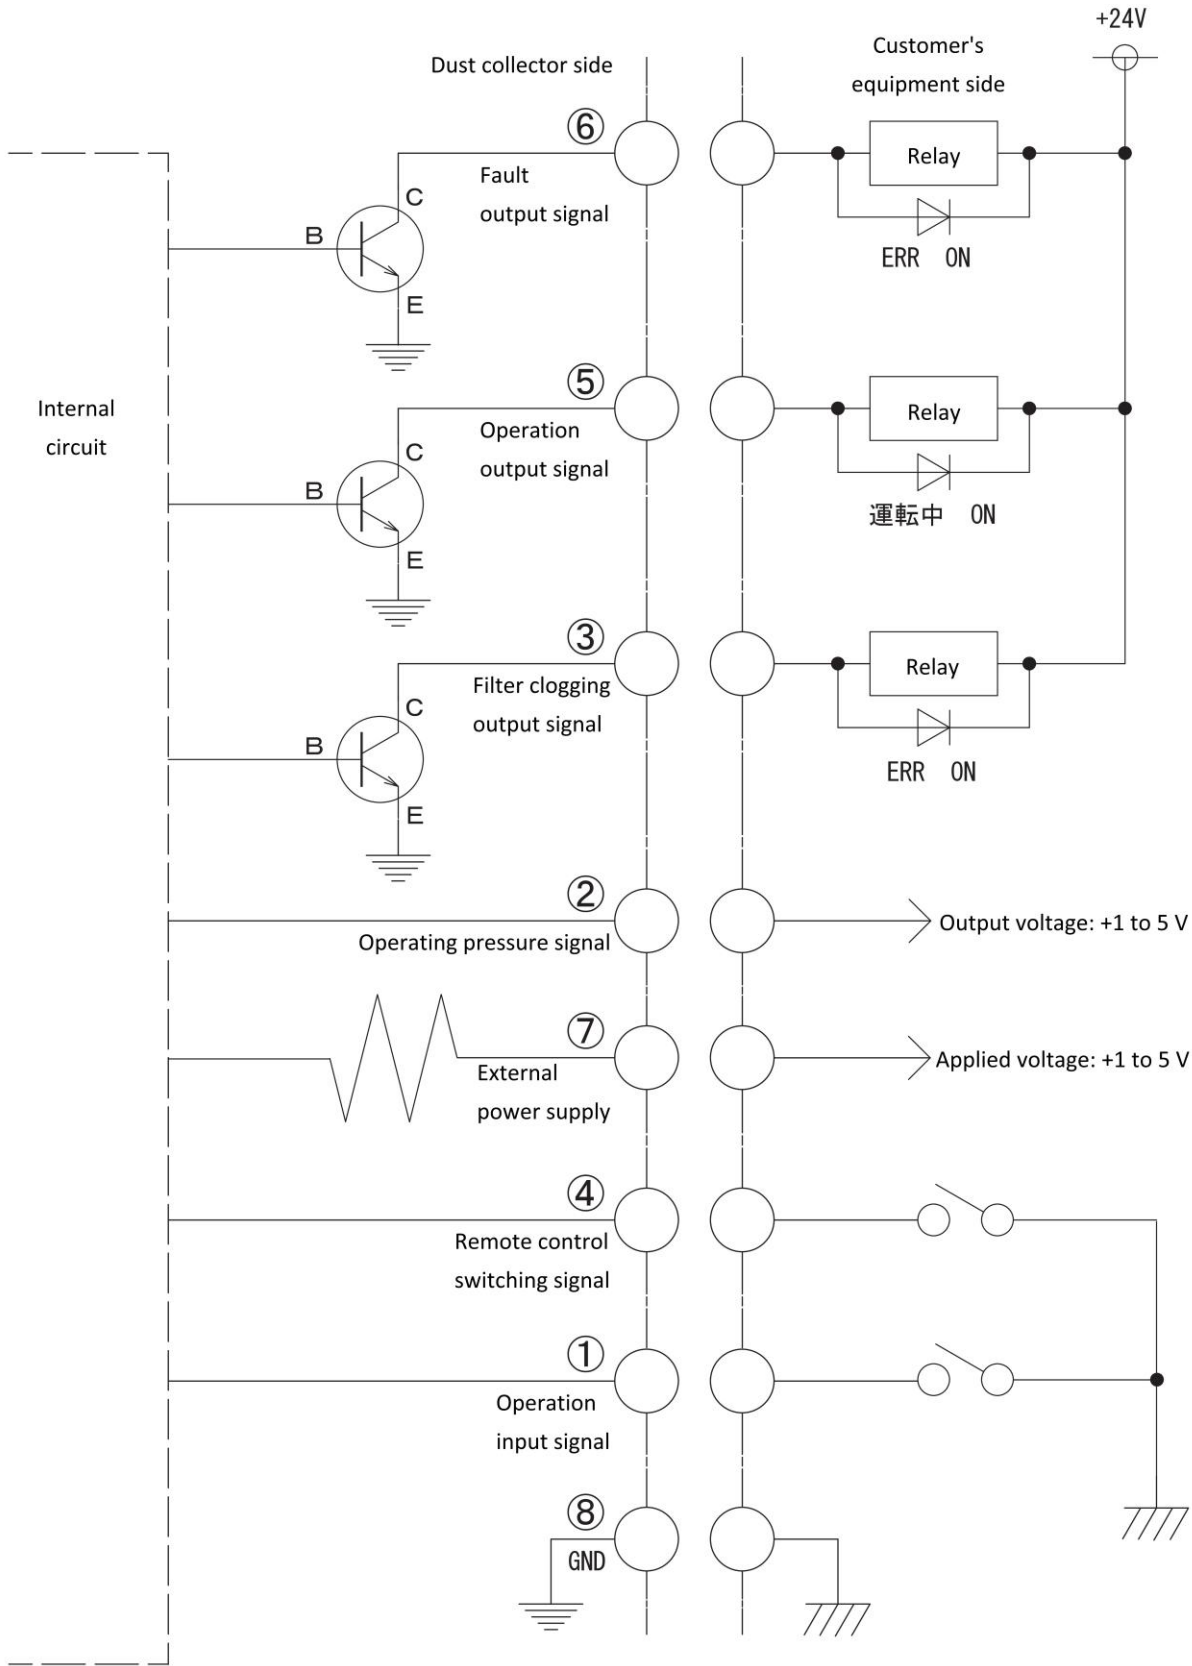 +24V
Dust collector side
Customer's
equipment side
⑥
Relay
Fault
output signal
C
B
E
ERR ON
Internal
circuit
⑤
Relay
Operation
output signal
C
B
E
運転中 ON
③
Relay
Filter clogging
output signal
C
B
E
ERR ON
②
Operating pressure signal
Output voltage: +1 to 5 V
⑦
External
power supply
Applied voltage: +1 to 5 V
④
Remote control
switching signal
①
Operation
input signal
⑧
GND